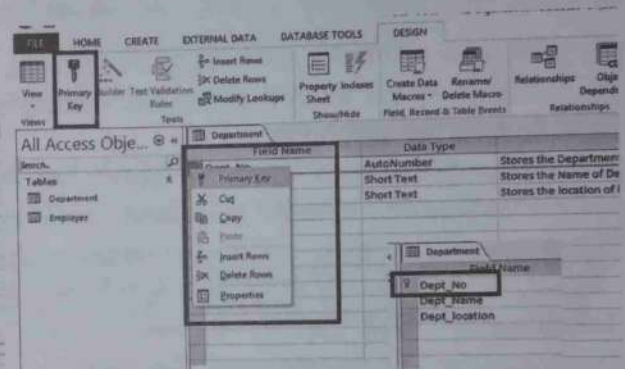 FILE HOME CREATE EXTERNAL DATA DATABASE TOOLS DESIGN
View
Primary Key
Builder
Test Validation Rules
Insert Rows
Delete Rows
Modify Lookups
Property Sheet
Indexes
Create Data Macros
Rename/ Delete Macro
Relationships
Views
Tools
Show/Hide
Field, Record & Table Events
Relationships
All Access Obje...
Search..
Tables
Department
Employee
Department
Field Name Data Type
Dept_No AutoNumber Stores the Department
Short Text Stores the Name of De
Short Text Stores the location of
Primary Key
Cut
Copy
Paste
Insert Rows
Delete Rows
Properties
Department
Field Name
Dept_No
Dept_Name
Dept_location